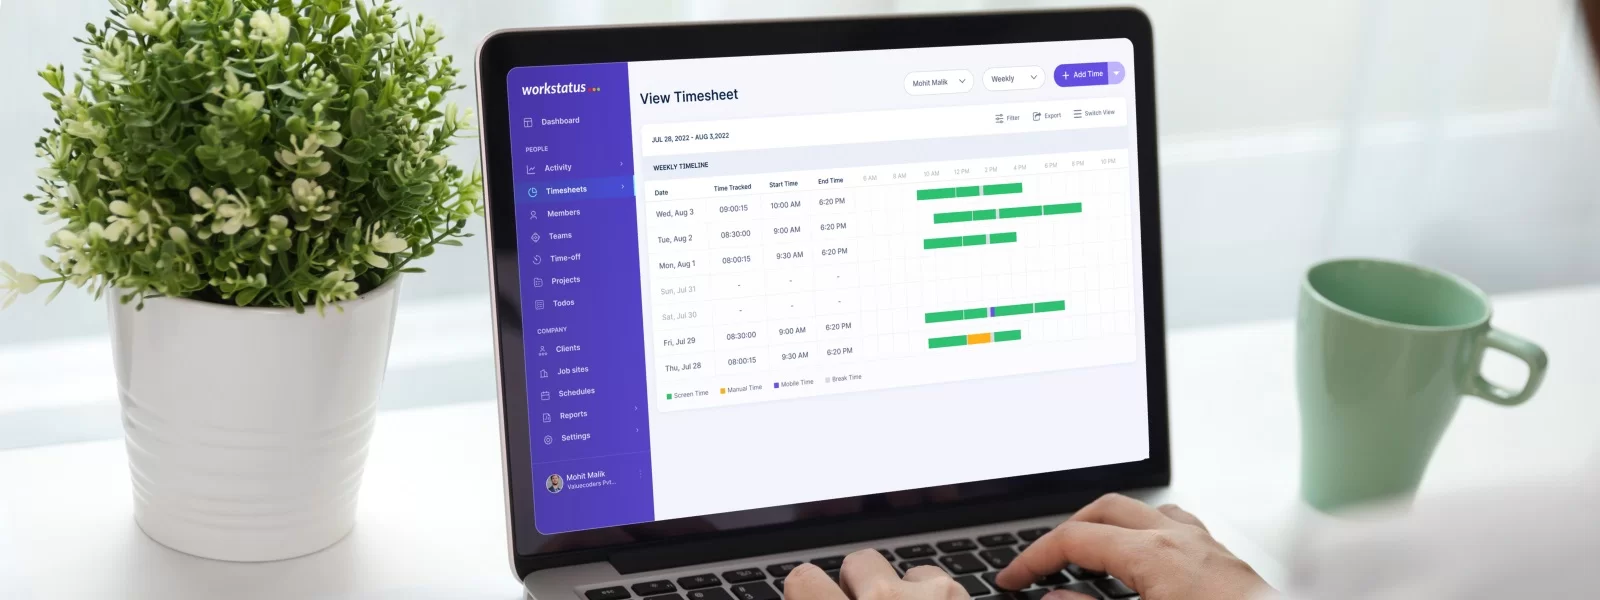 workstatus
Dashboard
PEOPLE
Activity
Timesheets
Members
Teams
Time-off
Projects
Todos
COMPANY
Clients
Job sites
Schedules
Reports
Settings
Mohit Malik
Valuecoders Pvt...
View Timesheet
Mohit Malik
Weekly
+ Add Time
JUL 28, 2022 - AUG 3,2022
Filter
Export
Switch View
WEEKLY TIMELINE
Date Time Tracked Start Time End Time 6 AM 8 AM 10 AM 12 PM 2 PM 4 PM 6 PM 8 PM 10 PM
Wed, Aug 3 09:00:15 10:00 AM 6:20 PM
Tue, Aug 2 08:30:00 9:00 AM 6:20 PM
Mon, Aug 1 08:00:15 9:30 AM 6:20 PM
Sun, Jul 31 - - -
Sat, Jul 30 - - -
Fri, Jul 29 08:30:00 9:00 AM 6:20 PM
Thu, Jul 28 08:00:15 9:30 AM 6:20 PM
Screen Time Manual Time Mobile Time Break Time